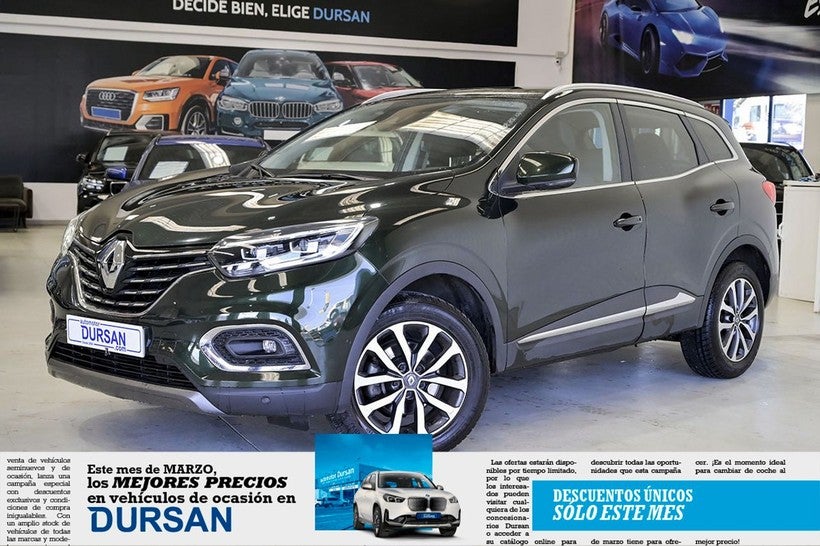 DECIDE BIEN, ELIGE DURSAN
automotor
DURSAN
.com
venta de vehículos
seminuevos y de
ocasión, lanza una
campaña especial
con descuentos
exclusivos y condi-
ciones de compra
inigualables. Con
un amplio stock de
vehículos de todas
las marcas y mode-
Este mes de MARZO,
los MEJORES PRECIOS
en vehículos de ocasión en
DURSAN
automotor Dursan
Las ofertas estarán dispo-
nibles por tiempo limitado,
por lo que
los interesa-
dos pueden
visitar cual-
quiera de los
concesiona-
rios Dursan
o acceder a
su catálogo online para
descubrir todas las oportu-
nidades que esta campaña
cer. ¡Es el momento ideal
para cambiar de coche al
DESCUENTOS ÚNICOS
SÓLO ESTE MES
de marzo tiene para ofre-
mejor precio!